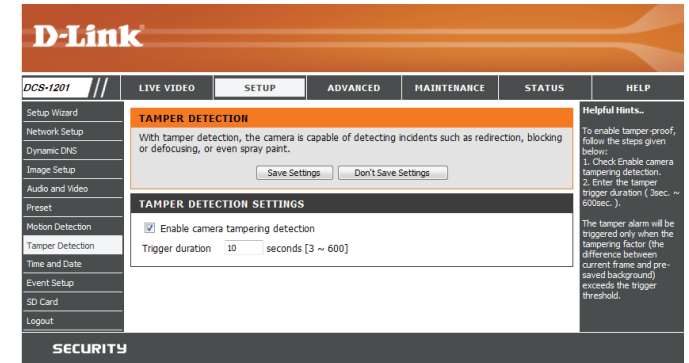 D-Link
DCS-1201
LIVE VIDEO
SETUP
ADVANCED
MAINTENANCE
STATUS
HELP
Setup Wizard
Network Setup
Dynamic DNS
Image Setup
Audio and Video
Preset
Motion Detection
Tamper Detection
Time and Date
Event Setup
SD Card
Logout
TAMPER DETECTION
With tamper detection, the camera is capable of detecting incidents such as redirection, blocking
or defocusing, or even spray paint.
Save Settings
Don't Save Settings
TAMPER DETECTION SETTINGS
Enable camera tampering detection
Trigger duration 10 seconds [3 ~ 600]
Helpful Hints..
To enable tamper-proof,
follow the steps given
below:
1. Check Enable camera
tampering detection.
2. Enter the tamper
trigger duration ( 3sec. ~
600sec. ).
The tamper alarm will be
triggered only when the
tampering factor (the
difference between
current frame and pre-
saved background)
exceeds the trigger
threshold.
SECURITY